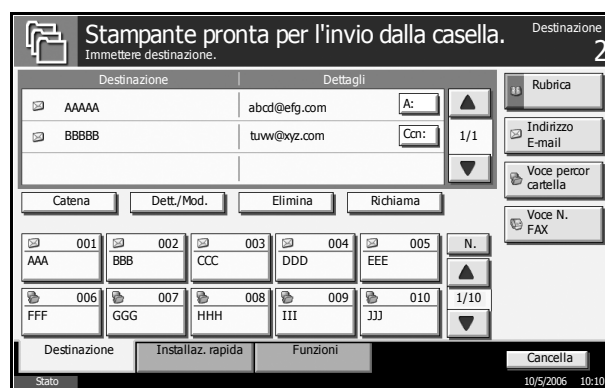 Stampante pronta per l'invio dalla casella.
Destinazione
Immettere destinazione.
2
Destinazione Dettagli
AAAAA abcd@efg.com A:
BBBBB tuvw@xyz.com Ccn: 1/1
Rubrica
Indirizzo
E-mail
Voce percor
cartella
Voce N.
FAX
Catena Dett./Mod. Elimina Richiama
001 002 003 004 005 N.
AAA BBB CCC DDD EEE
006 007 008 009 010 1/10
FFF GGG HHH III JJJ
Destinazione Installaz. rapida Funzioni
Cancella
Stato 10/5/2006 10:10